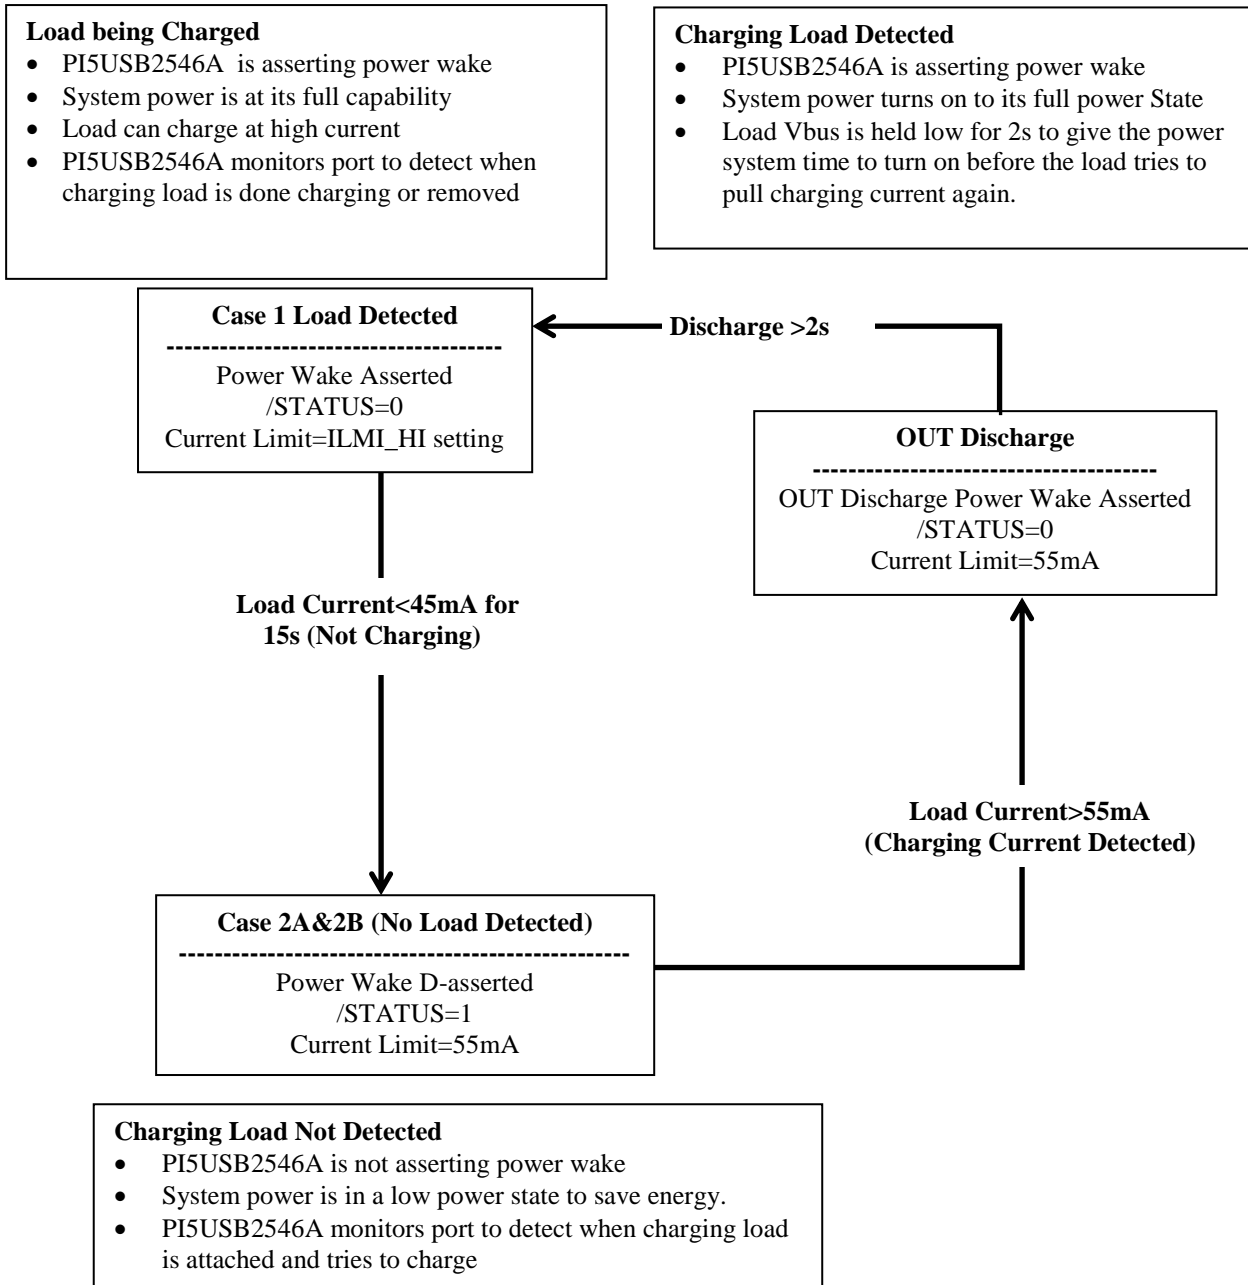 Load being Charged
• PI5USB2546A is asserting power wake
• System power is at its full capability
• Load can charge at high current
• PI5USB2546A monitors port to detect when
charging load is done charging or removed
Charging Load Detected
• PI5USB2546A is asserting power wake
• System power turns on to its full power State
• Load Vbus is held low for 2s to give the power
system time to turn on before the load tries to
pull charging current again.
Case 1 Load Detected
--------------------------------------
Power Wake Asserted
/STATUS=0
Current Limit=ILMI_HI setting
Discharge >2s
OUT Discharge
---------------------------------------
OUT Discharge Power Wake Asserted
/STATUS=0
Current Limit=55mA
Load Current<45mA for
15s (Not Charging)
Load Current>55mA
(Charging Current Detected)
Case 2A&2B (No Load Detected)
---------------------------------------------------
Power Wake D-asserted
/STATUS=1
Current Limit=55mA
Charging Load Not Detected
• PI5USB2546A is not asserting power wake
• System power is in a low power state to save energy.
• PI5USB2546A monitors port to detect when charging load
is attached and tries to charge